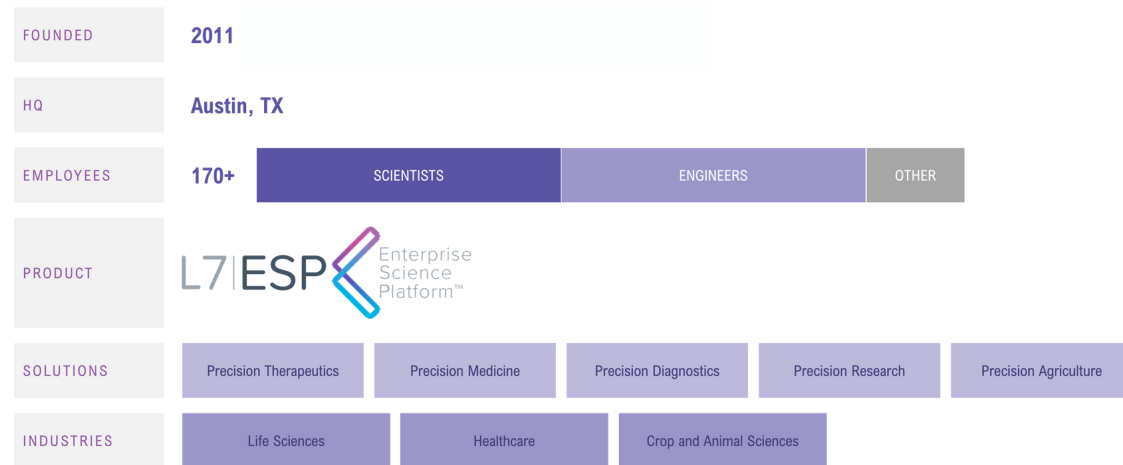 FOUNDED
2011
HQ
Austin, TX
EMPLOYEES
170+
SCIENTISTS
ENGINEERS
OTHER
PRODUCT
L7|ESP
Enterprise
Science
Platform™
SOLUTIONS
Precision Therapeutics
Precision Medicine
Precision Diagnostics
Precision Research
Precision Agriculture
INDUSTRIES
Life Sciences
Healthcare
Crop and Animal Sciences